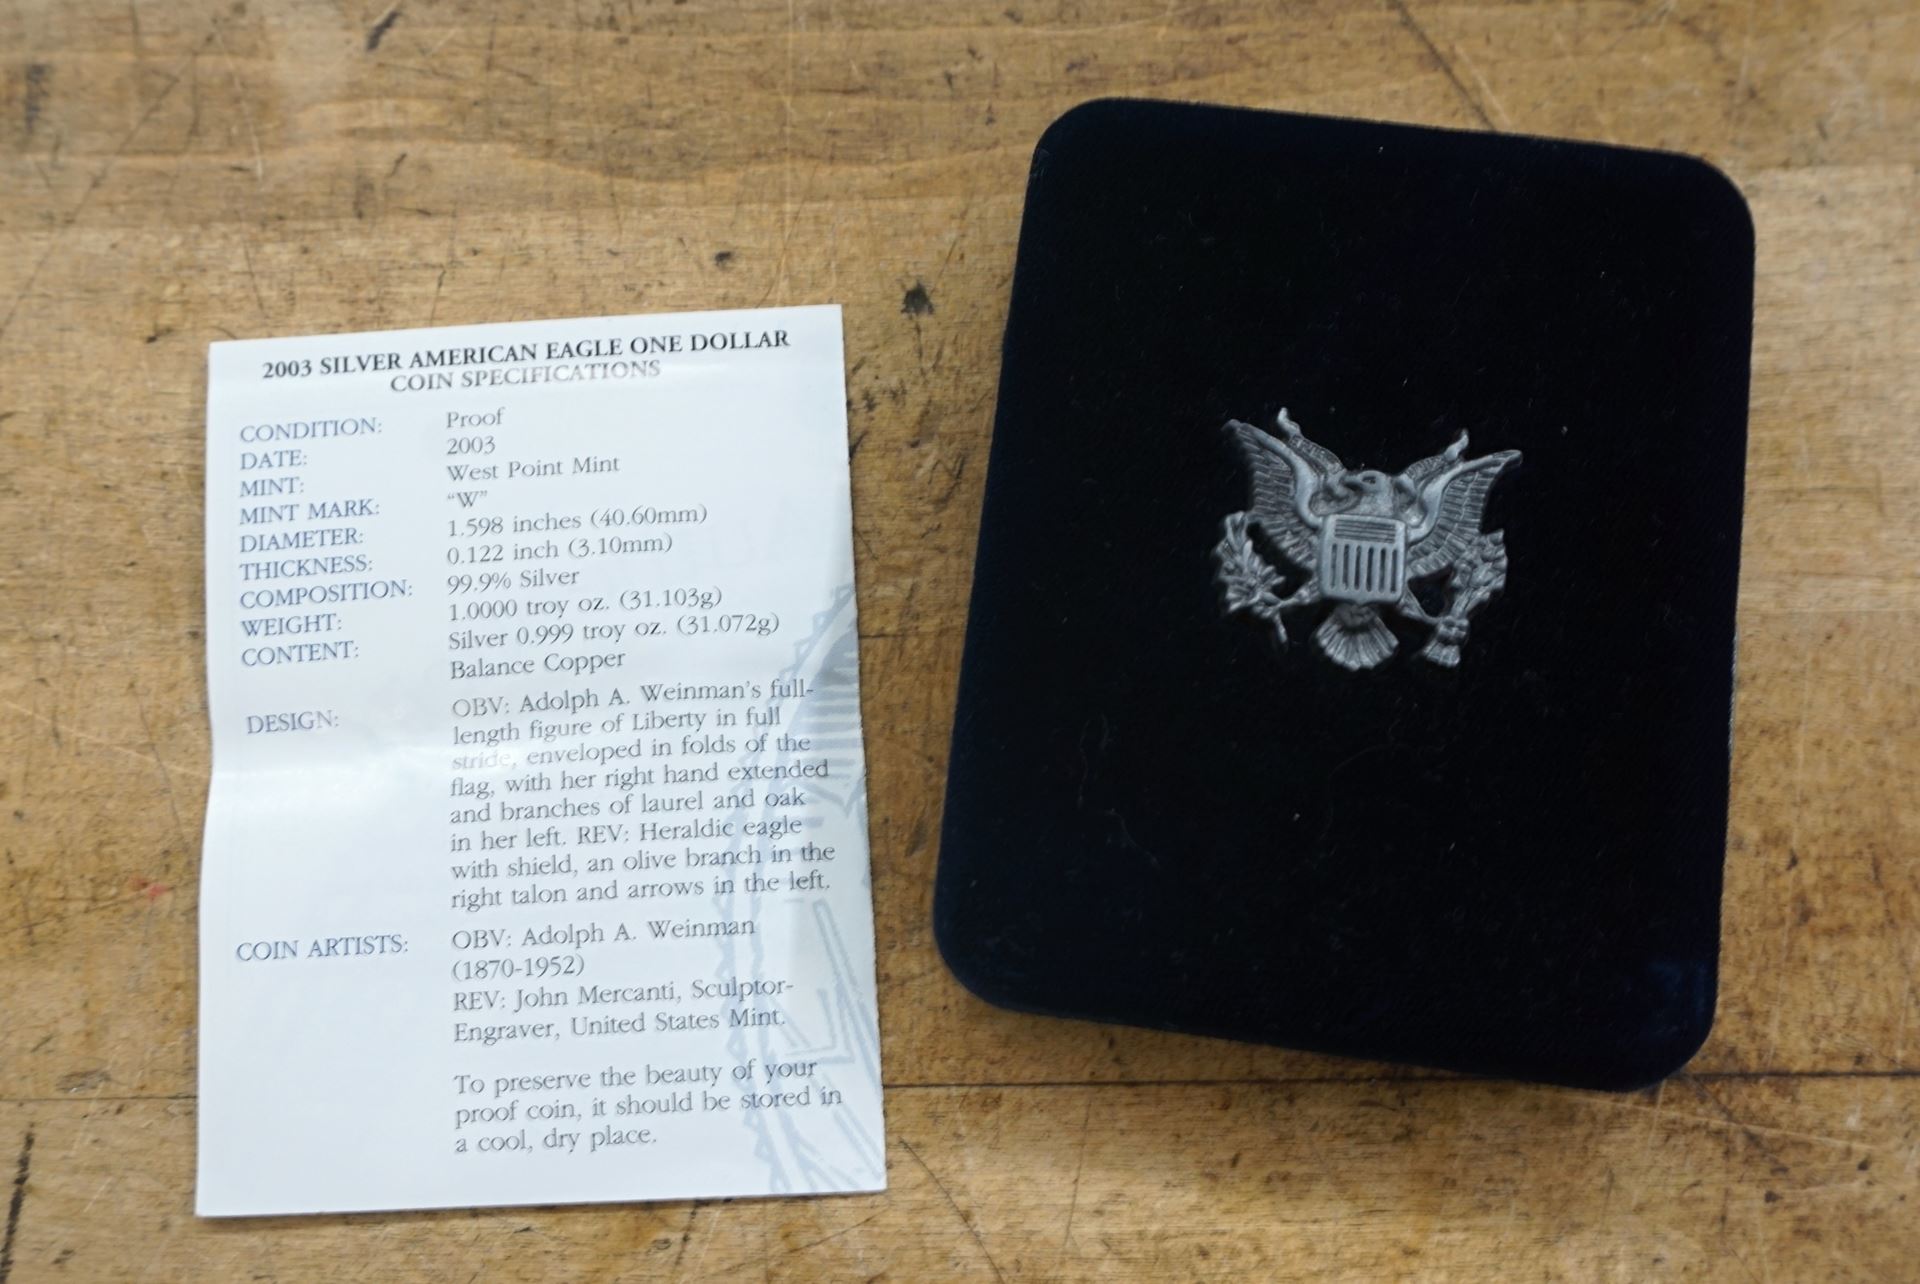 2003 SILVER AMERICAN EAGLE ONE DOLLAR
COIN SPECIFICATIONS
CONDITION: Proof
DATE: 2003
MINT: West Point Mint
MINT MARK: “W”
DIAMETER: 1.598 inches (40.60mm)
THICKNESS: 0.122 inch (3.10mm)
COMPOSITION: 99.9% Silver
WEIGHT: 1.0000 troy oz. (31.103g)
CONTENT: Silver 0.999 troy oz. (31.072g)
Balance Copper
DESIGN: OBV: Adolph A. Weinman’s full-
length figure of Liberty in full
stride, enveloped in folds of the
flag, with her right hand extended
and branches of laurel and oak
in her left. REV: Heraldic eagle
with shield, an olive branch in the
right talon and arrows in the left.
COIN ARTISTS: OBV: Adolph A. Weinman
(1870-1952)
REV: John Mercanti, Sculptor-
Engraver, United States Mint.
To preserve the beauty of your
proof coin, it should be stored in
a cool, dry place.